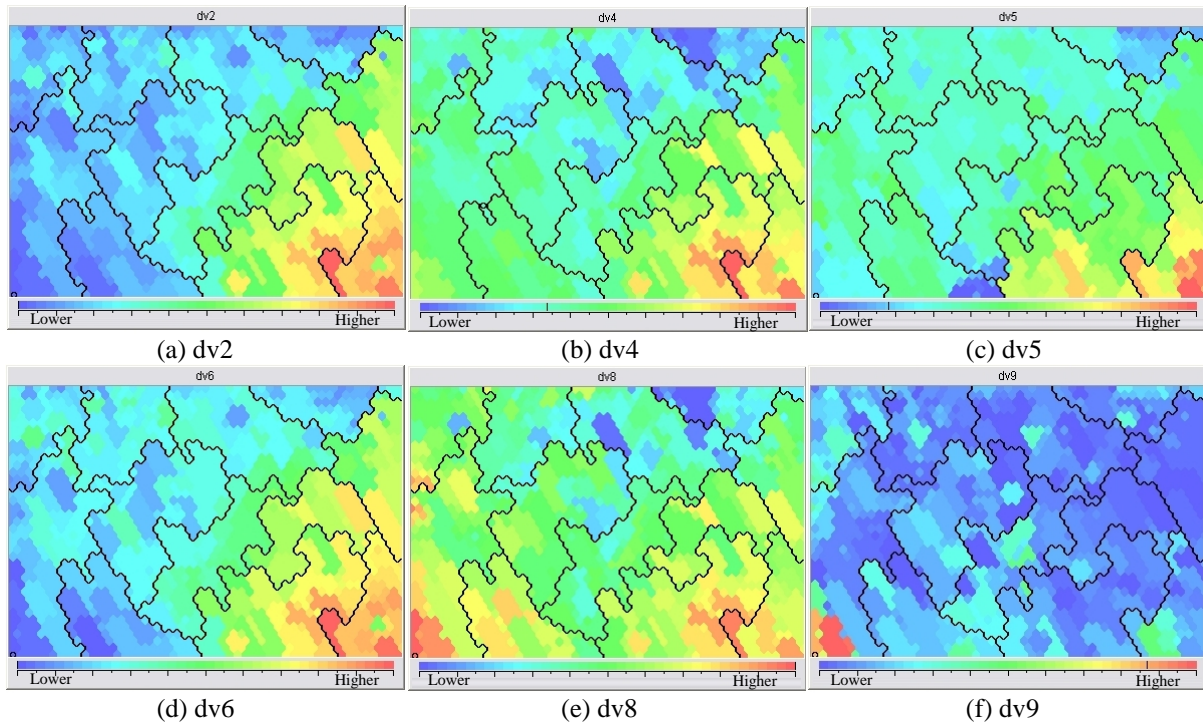 dv2 dv4 dv5
Lower Higher Lower Higher Lower Higher
(a) dv2 (b) dv4 (c) dv5
dv6 dv8 dv9
Lower Higher Lower Higher Lower Higher
(d) dv6 (e) dv8 (f) dv9